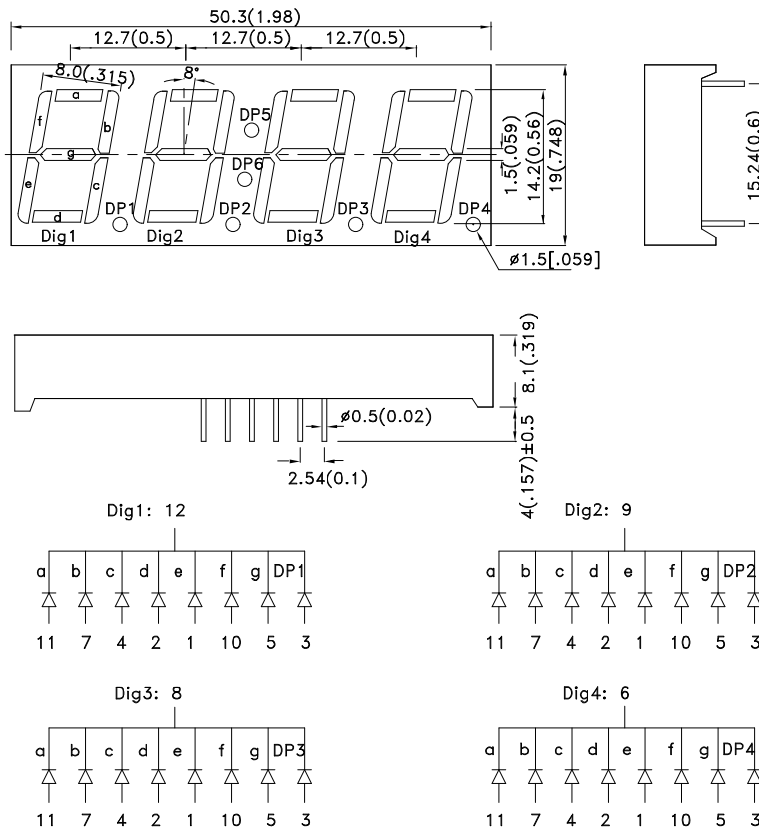 50.3(1.98)
12.7(0.5) 12.7(0.5) 12.7(0.5)
8.0(.315)
8°
a
f b
g
e c
d
DP5
DP6
DP1 DP2 DP3 DP4
Dig1 Dig2 Dig3 Dig4
1.5(.059)
14.2(0.56)
19(.748)
ø1.5[.059]
15.24(0.6)
8.1(.319)
4(.157)±0.5
ø0.5(0.02)
2.54(0.1)
Dig1: 12
a b c d e f g DP1
11 7 4 2 1 10 5 3
Dig2: 9
a b c d e f g DP2
11 7 4 2 1 10 5 3
Dig3: 8
a b c d e f g DP3
11 7 4 2 1 10 5 3
Dig4: 6
a b c d e f g DP4
11 7 4 2 1 10 5 3